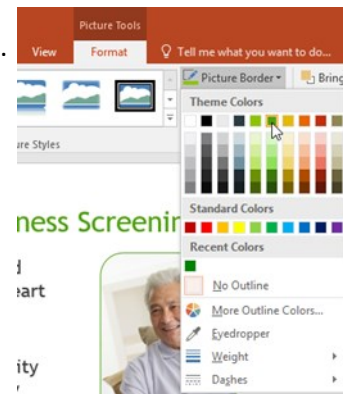 Picture Tools
View Format Tell me what you want to do...
Picture Border Bring
Theme Colors
ure Styles
Standard Colors
ness Screenin
Recent Colors
d
eart
No Outline
More Outline Colors...
Eyedropper
ity
Weight
Dashes